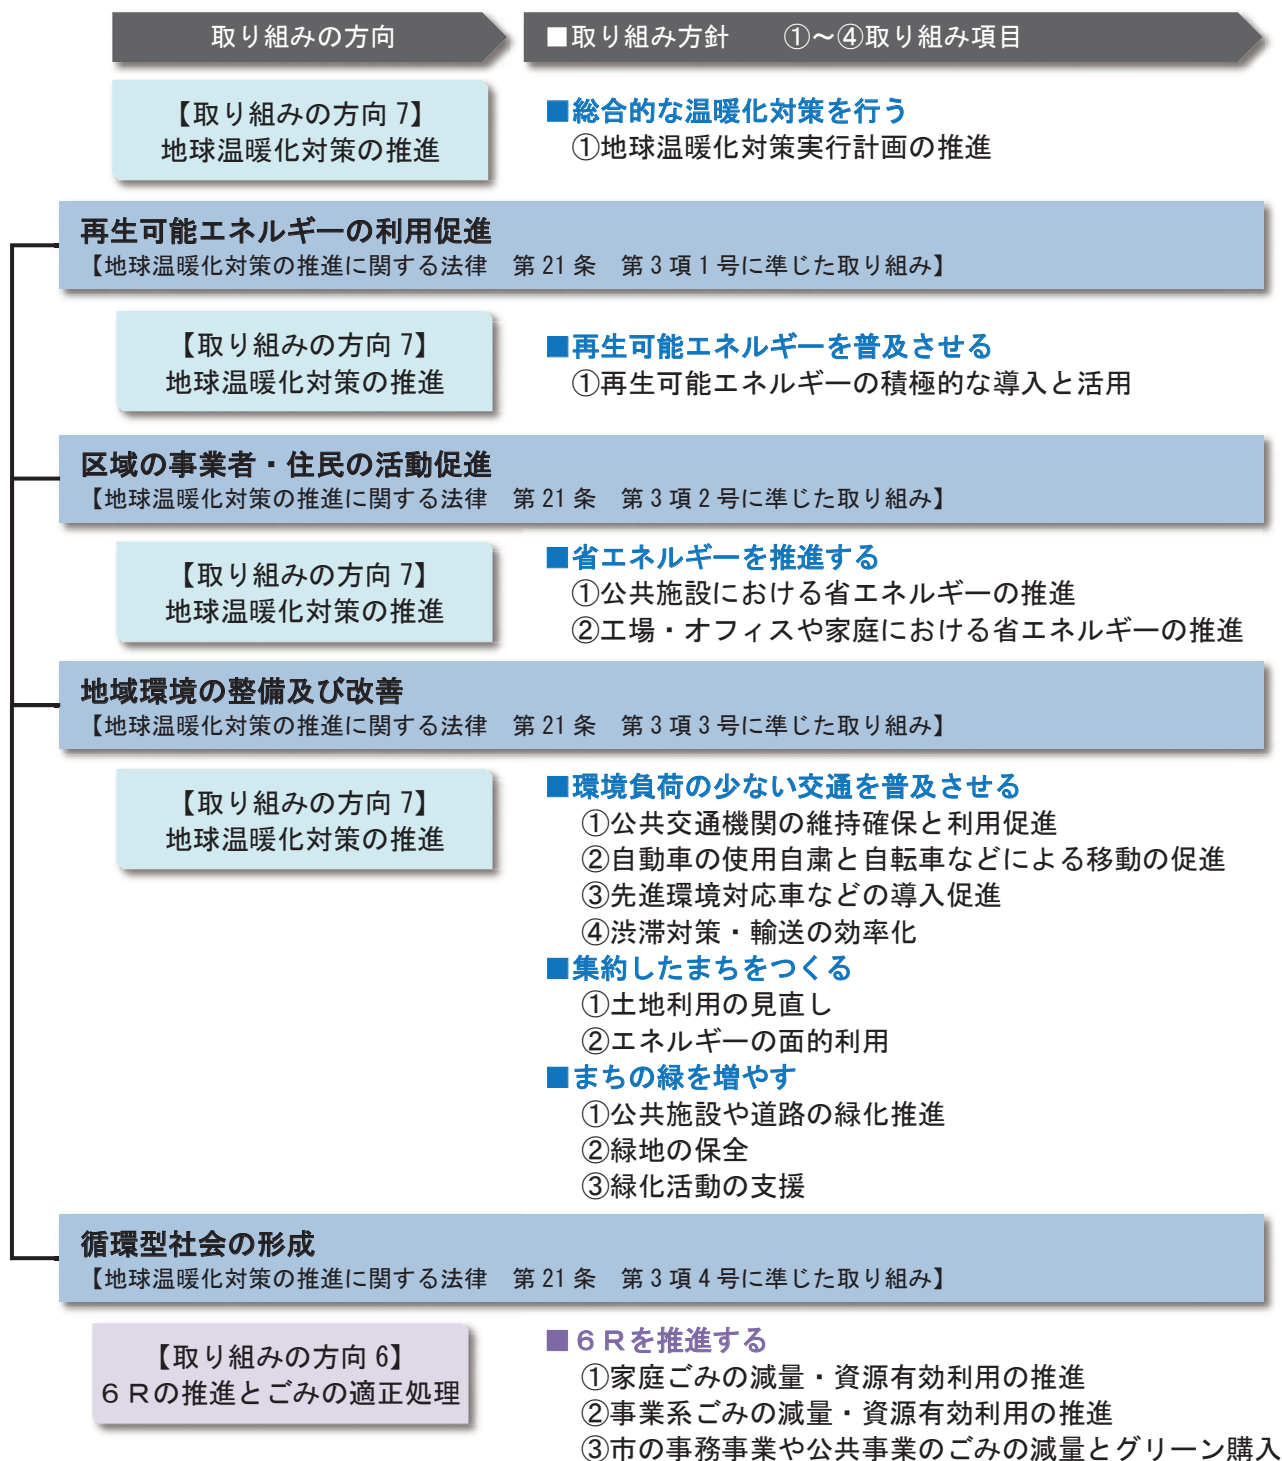 取り組みの方向
■取り組み方針　　①～④取り組み項目
【取り組みの方向 7】
地球温暖化対策の推進
■総合的な温暖化対策を行う
①地球温暖化対策実行計画の推進
再生可能エネルギーの利用促進
【地球温暖化対策の推進に関する法律　第 21 条　第 3 項 1 号に準じた取り組み】
【取り組みの方向 7】
地球温暖化対策の推進
■再生可能エネルギーを普及させる
①再生可能エネルギーの積極的な導入と活用
区域の事業者・住民の活動促進
【地球温暖化対策の推進に関する法律　第 21 条　第 3 項 2 号に準じた取り組み】
【取り組みの方向 7】
地球温暖化対策の推進
■省エネルギーを推進する
①公共施設における省エネルギーの推進
②工場・オフィスや家庭における省エネルギーの推進
地域環境の整備及び改善
【地球温暖化対策の推進に関する法律　第 21 条　第 3 項 3 号に準じた取り組み】
【取り組みの方向 7】
地球温暖化対策の推進
■環境負荷の少ない交通を普及させる
①公共交通機関の維持確保と利用促進
②自動車の使用自粛と自転車などによる移動の促進
③先進環境対応車などの導入促進
④渋滞対策・輸送の効率化
■集約したまちをつくる
①土地利用の見直し
②エネルギーの面的利用
■まちの緑を増やす
①公共施設や道路の緑化推進
②緑地の保全
③緑化活動の支援
循環型社会の形成
【地球温暖化対策の推進に関する法律　第 21 条　第 3 項 4 号に準じた取り組み】
【取り組みの方向 6】
６Ｒの推進とごみの適正処理
■６Ｒを推進する
①家庭ごみの減量・資源有効利用の推進
②事業系ごみの減量・資源有効利用の推進
③市の事務事業や公共事業のごみの減量とグリーン購入